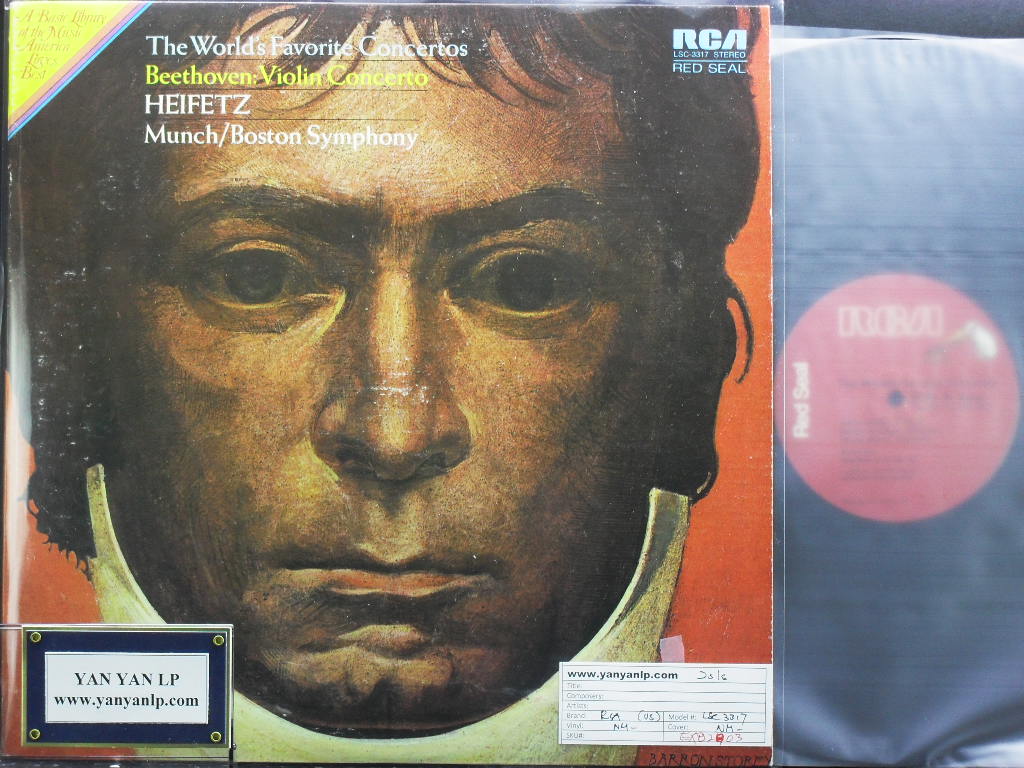 A Basic Library
of the Music
America
Loves
Best
The World's Favorite Concertos
Beethoven: Violin Concerto
HEIFETZ
Munch/Boston Symphony
RCA
LSC-3317 STEREO
RED SEAL
RCA
Red Seal
YAN YAN LP
www.yanyanlp.com
www.yanyanlp.com
Title:
Composers:
Artists:
Brand RCA (US) Model #: LSC 3317
Vinyl: NM- Cover: NM-
SKU#:
BARRON STOREY